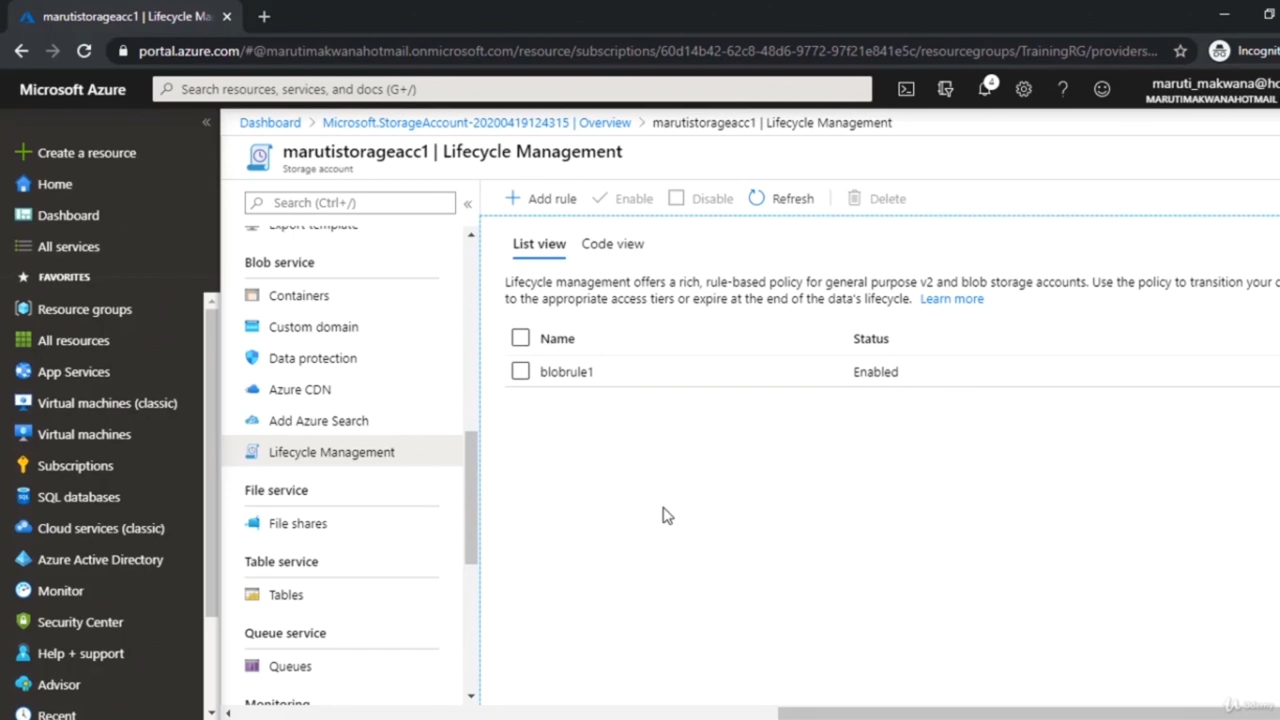 marutistorageacc1 | Lifecycle Ma
portal.azure.com/#@marutimakwanahotmail.onmicrosoft.com/resource/subscriptions/60d14b42-62c8-48d6-9772-97f21e841e5c/resourcegroups/TrainingRG/providers...
Incognit
Microsoft Azure
Search resources, services, and docs (G+/)
4
maruti_makwana@ho
MARUTIMAKWANAHOTMAIL
Create a resource
Home
Dashboard
All services
FAVORITES
Resource groups
All resources
App Services
Virtual machines (classic)
Virtual machines
Subscriptions
SQL databases
Cloud services (classic)
Azure Active Directory
Monitor
Security Center
Help + support
Advisor
Recent
Dashboard > Microsoft.StorageAccount-20200419124315 | Overview > marutistorageacc1 | Lifecycle Management
marutistorageacc1 | Lifecycle Management
Storage account
Search (Ctrl+/)
Export template
Blob service
Containers
Custom domain
Data protection
Azure CDN
Add Azure Search
Lifecycle Management
File service
File shares
Table service
Tables
Queue service
Queues
Monitoring
Add rule Enable Disable Refresh Delete
List view Code view
Lifecycle management offers a rich, rule-based policy for general purpose v2 and blob storage accounts. Use the policy to transition your
to the appropriate access tiers or expire at the end of the data's lifecycle. Learn more
Name Status
blobrule1 Enabled
Udemy